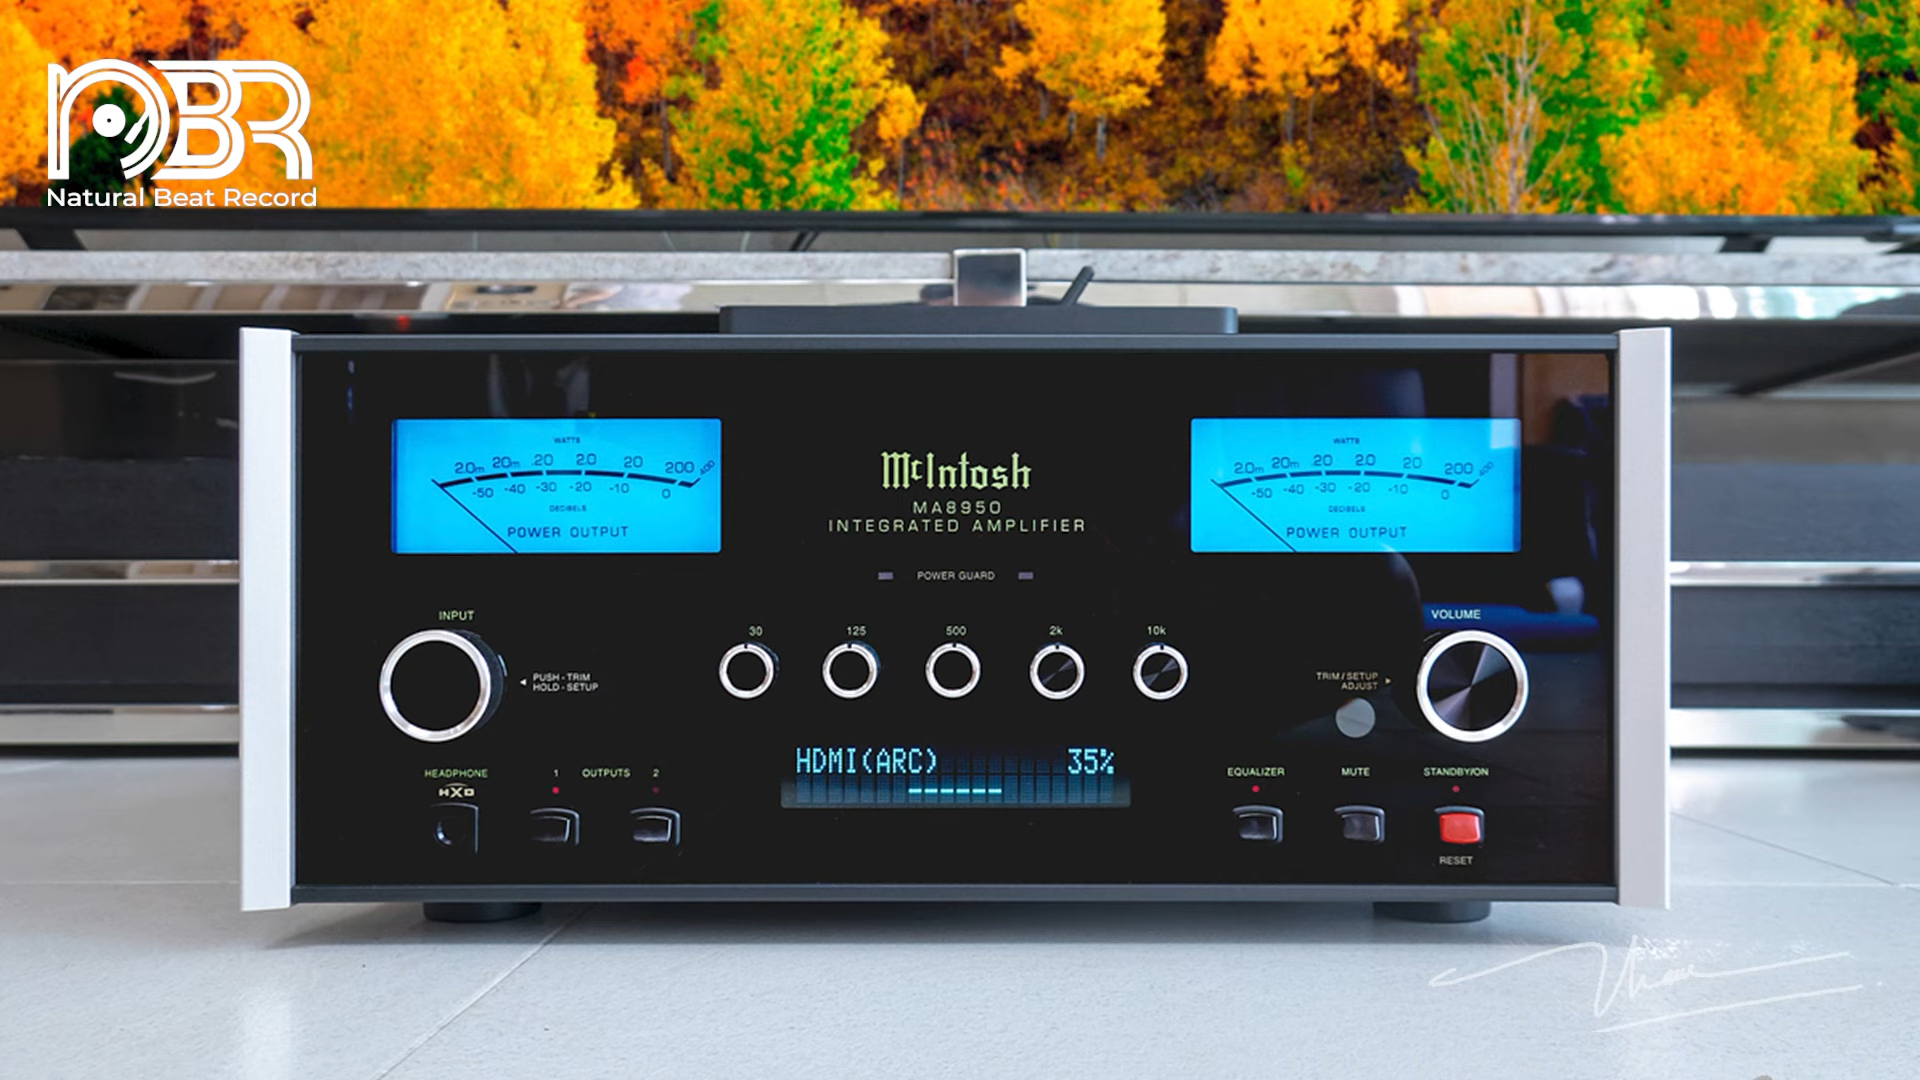 NBR
Natural Beat Record
WATTS
2.0m 20m .20 2.0 20 200 400
-50 -40 -30 -20 -10 0
DECIBELS
POWER OUTPUT
McIntosh
MA8950
INTEGRATED AMPLIFIER
POWER GUARD
WATTS
2.0m 20m .20 2.0 20 200 400
-50 -40 -30 -20 -10 0
DECIBELS
POWER OUTPUT
INPUT
PUSH - TRIM
HOLD - SETUP
30 125 500 2k 10k
VOLUME
TRIM / SETUP
ADJUST
HDMI(ARC) 35%
HEADPHONE
HXD
1 OUTPUTS 2
EQUALIZER
MUTE
STANDBY/ON
RESET